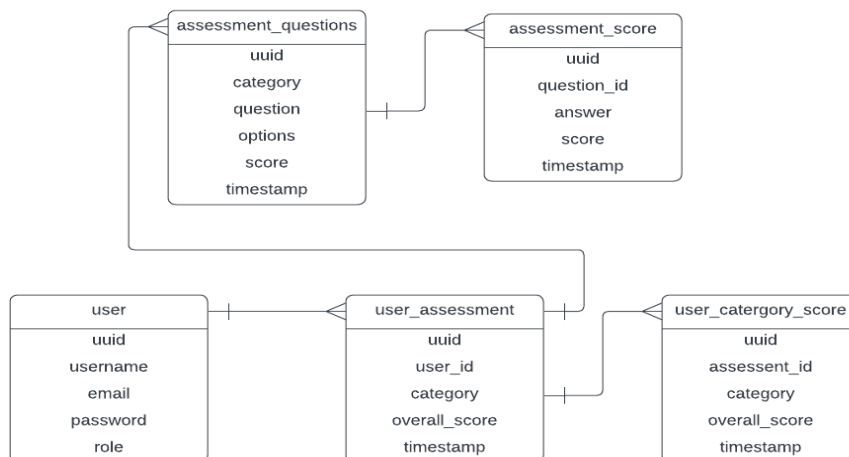 assessment_questions
uuid
category
question
options
score
timestamp
assessment_score
uuid
question_id
answer
score
timestamp
user
uuid
username
email
password
role
user_assessment
uuid
user_id
category
overall_score
timestamp
user_catergory_score
uuid
assessent_id
category
overall_score
timestamp